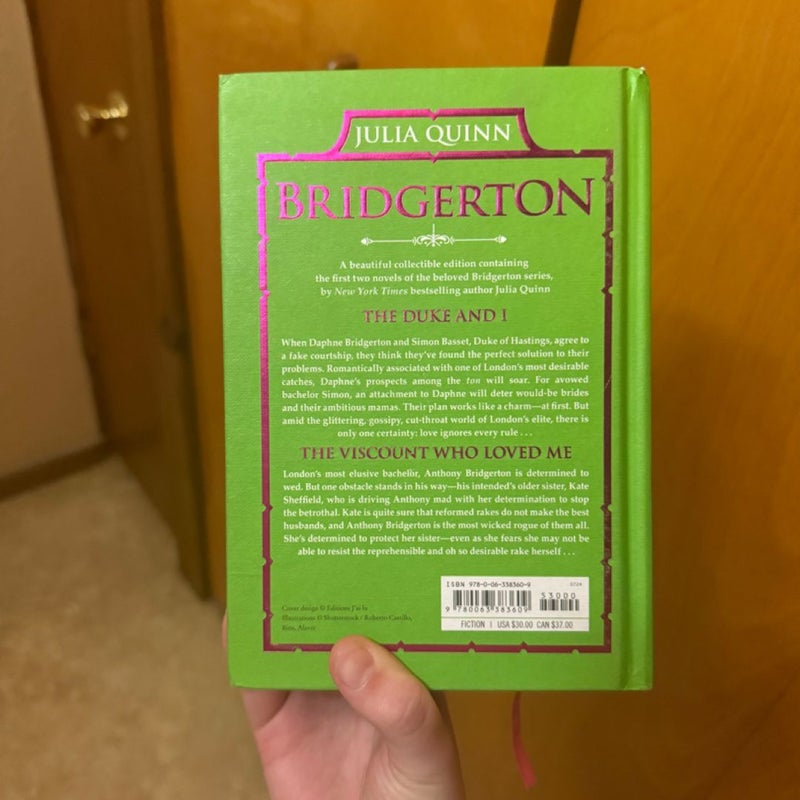 JULIA QUINN
BRIDGERTON
A beautiful collectible edition containing
the first two novels of the beloved Bridgerton series,
by New York Times bestselling author Julia Quinn
THE DUKE AND I
When Daphne Bridgerton and Simon Basset, Duke of Hastings, agree to
a fake courtship, they think they've found the perfect solution to their
problems. Romantically associated with one of London's most desirable
catches, Daphne's prospects among the ton will soar. For avowed
bachelor Simon, an attachment to Daphne will deter would-be brides
and their ambitious mamas. Their plan works like a charm—at first. But
amid the glittering, gossipy, cut-throat world of London's elite, there is
only one certainty: love ignores every rule . . .
THE VISCOUNT WHO LOVED ME
London's most elusive bachelor, Anthony Bridgerton is determined to
wed. But one obstacle stands in his way—his intended's older sister, Kate
Sheffield, who is driving Anthony mad with her determination to stop
the betrothal. Kate is quite sure that reformed rakes do not make the best
husbands, and Anthony Bridgerton is the most wicked rogue of them all.
She's determined to protect her sister—even as she fears she may not be
able to resist the reprehensible and oh so desirable rake herself . . .
ISBN 978-0-06-338360-9
0724
53000
9 780063 383609
FICTION | USA $30.00 CAN $37.00
Cover design © Editions J'ai lu
Illustrations © Shutterstock / Roberto Castillo,